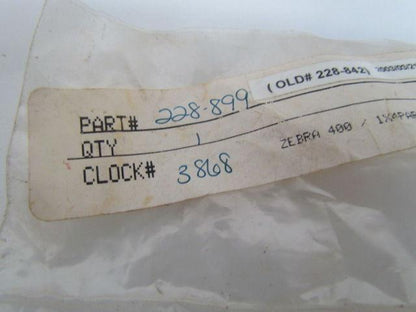 (OLD# 228-842)
PART# 228-899
QTY 1
CLOCK# 3868
ZEBRA 400 /